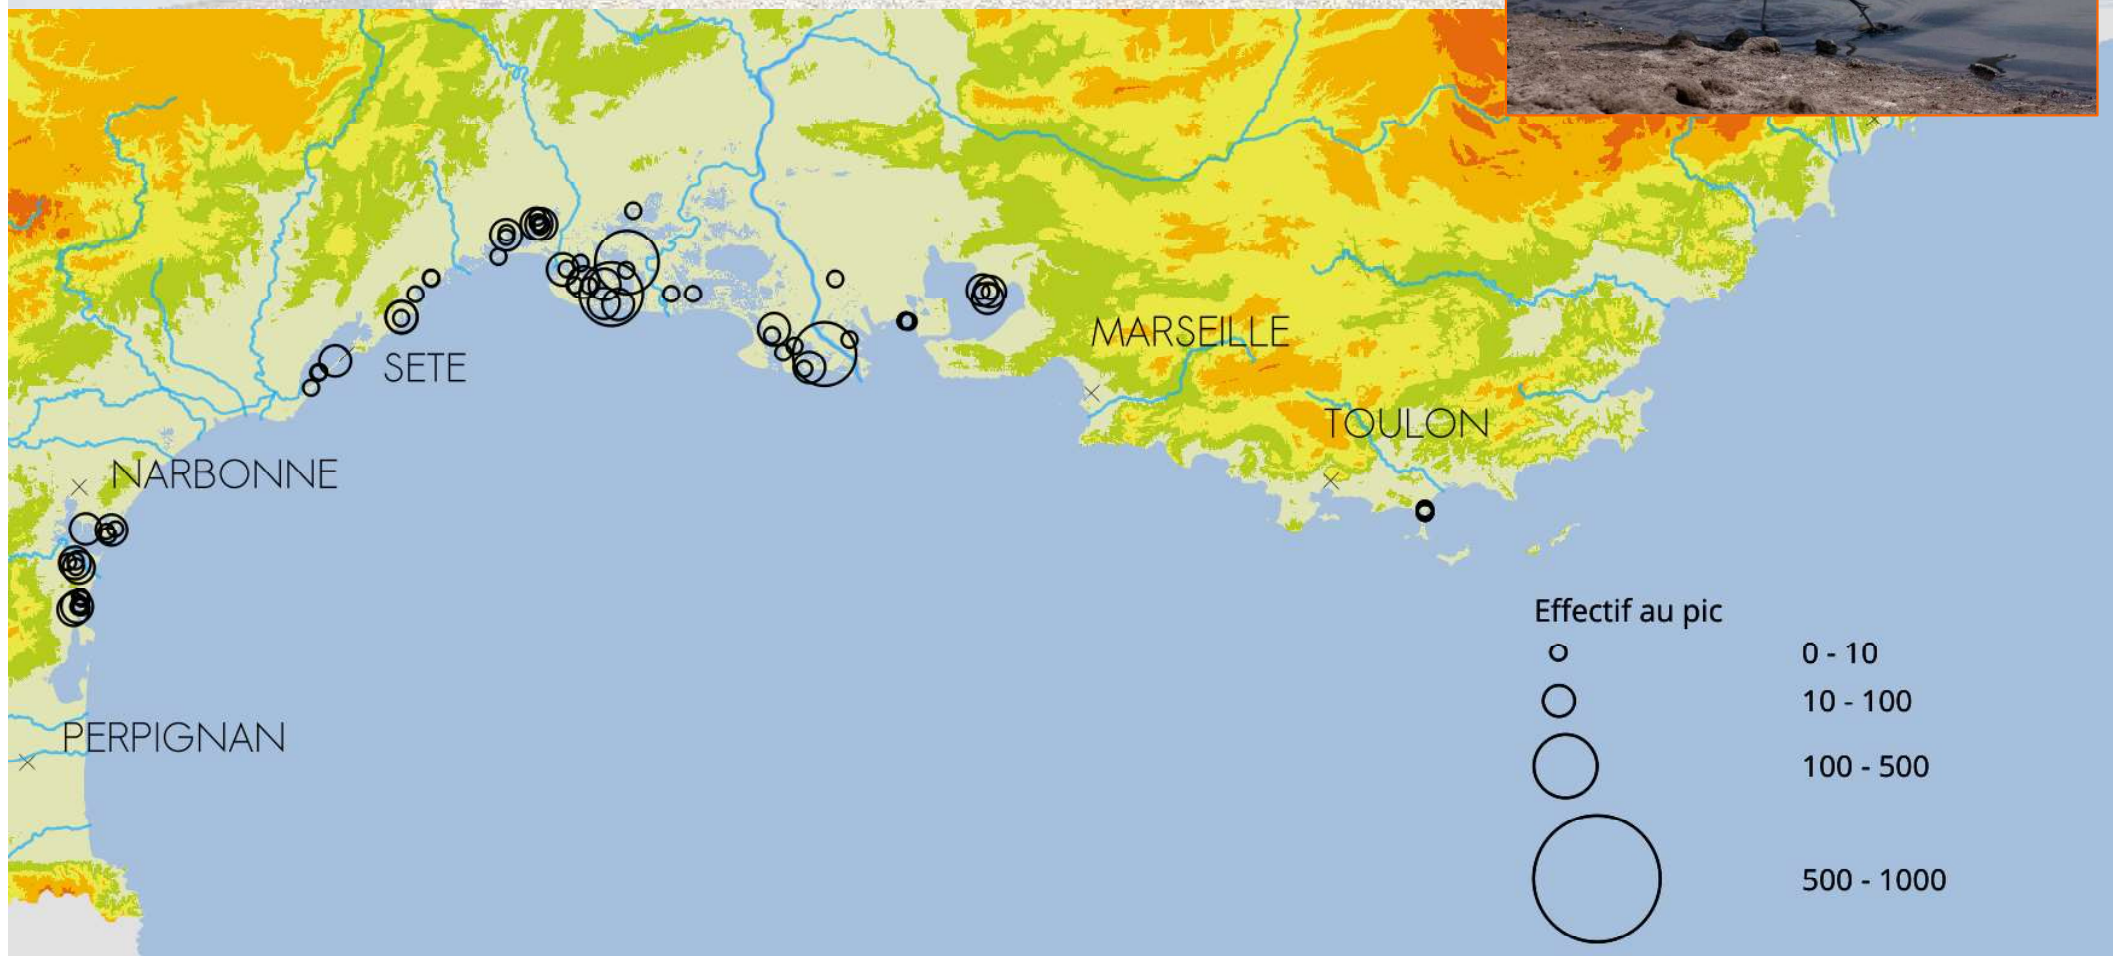 MARSEILLE
SETE
TOULON
NARBONNE
PERPIGNAN
Effectif au pic
0 - 10
10 - 100
100 - 500
500 - 1000